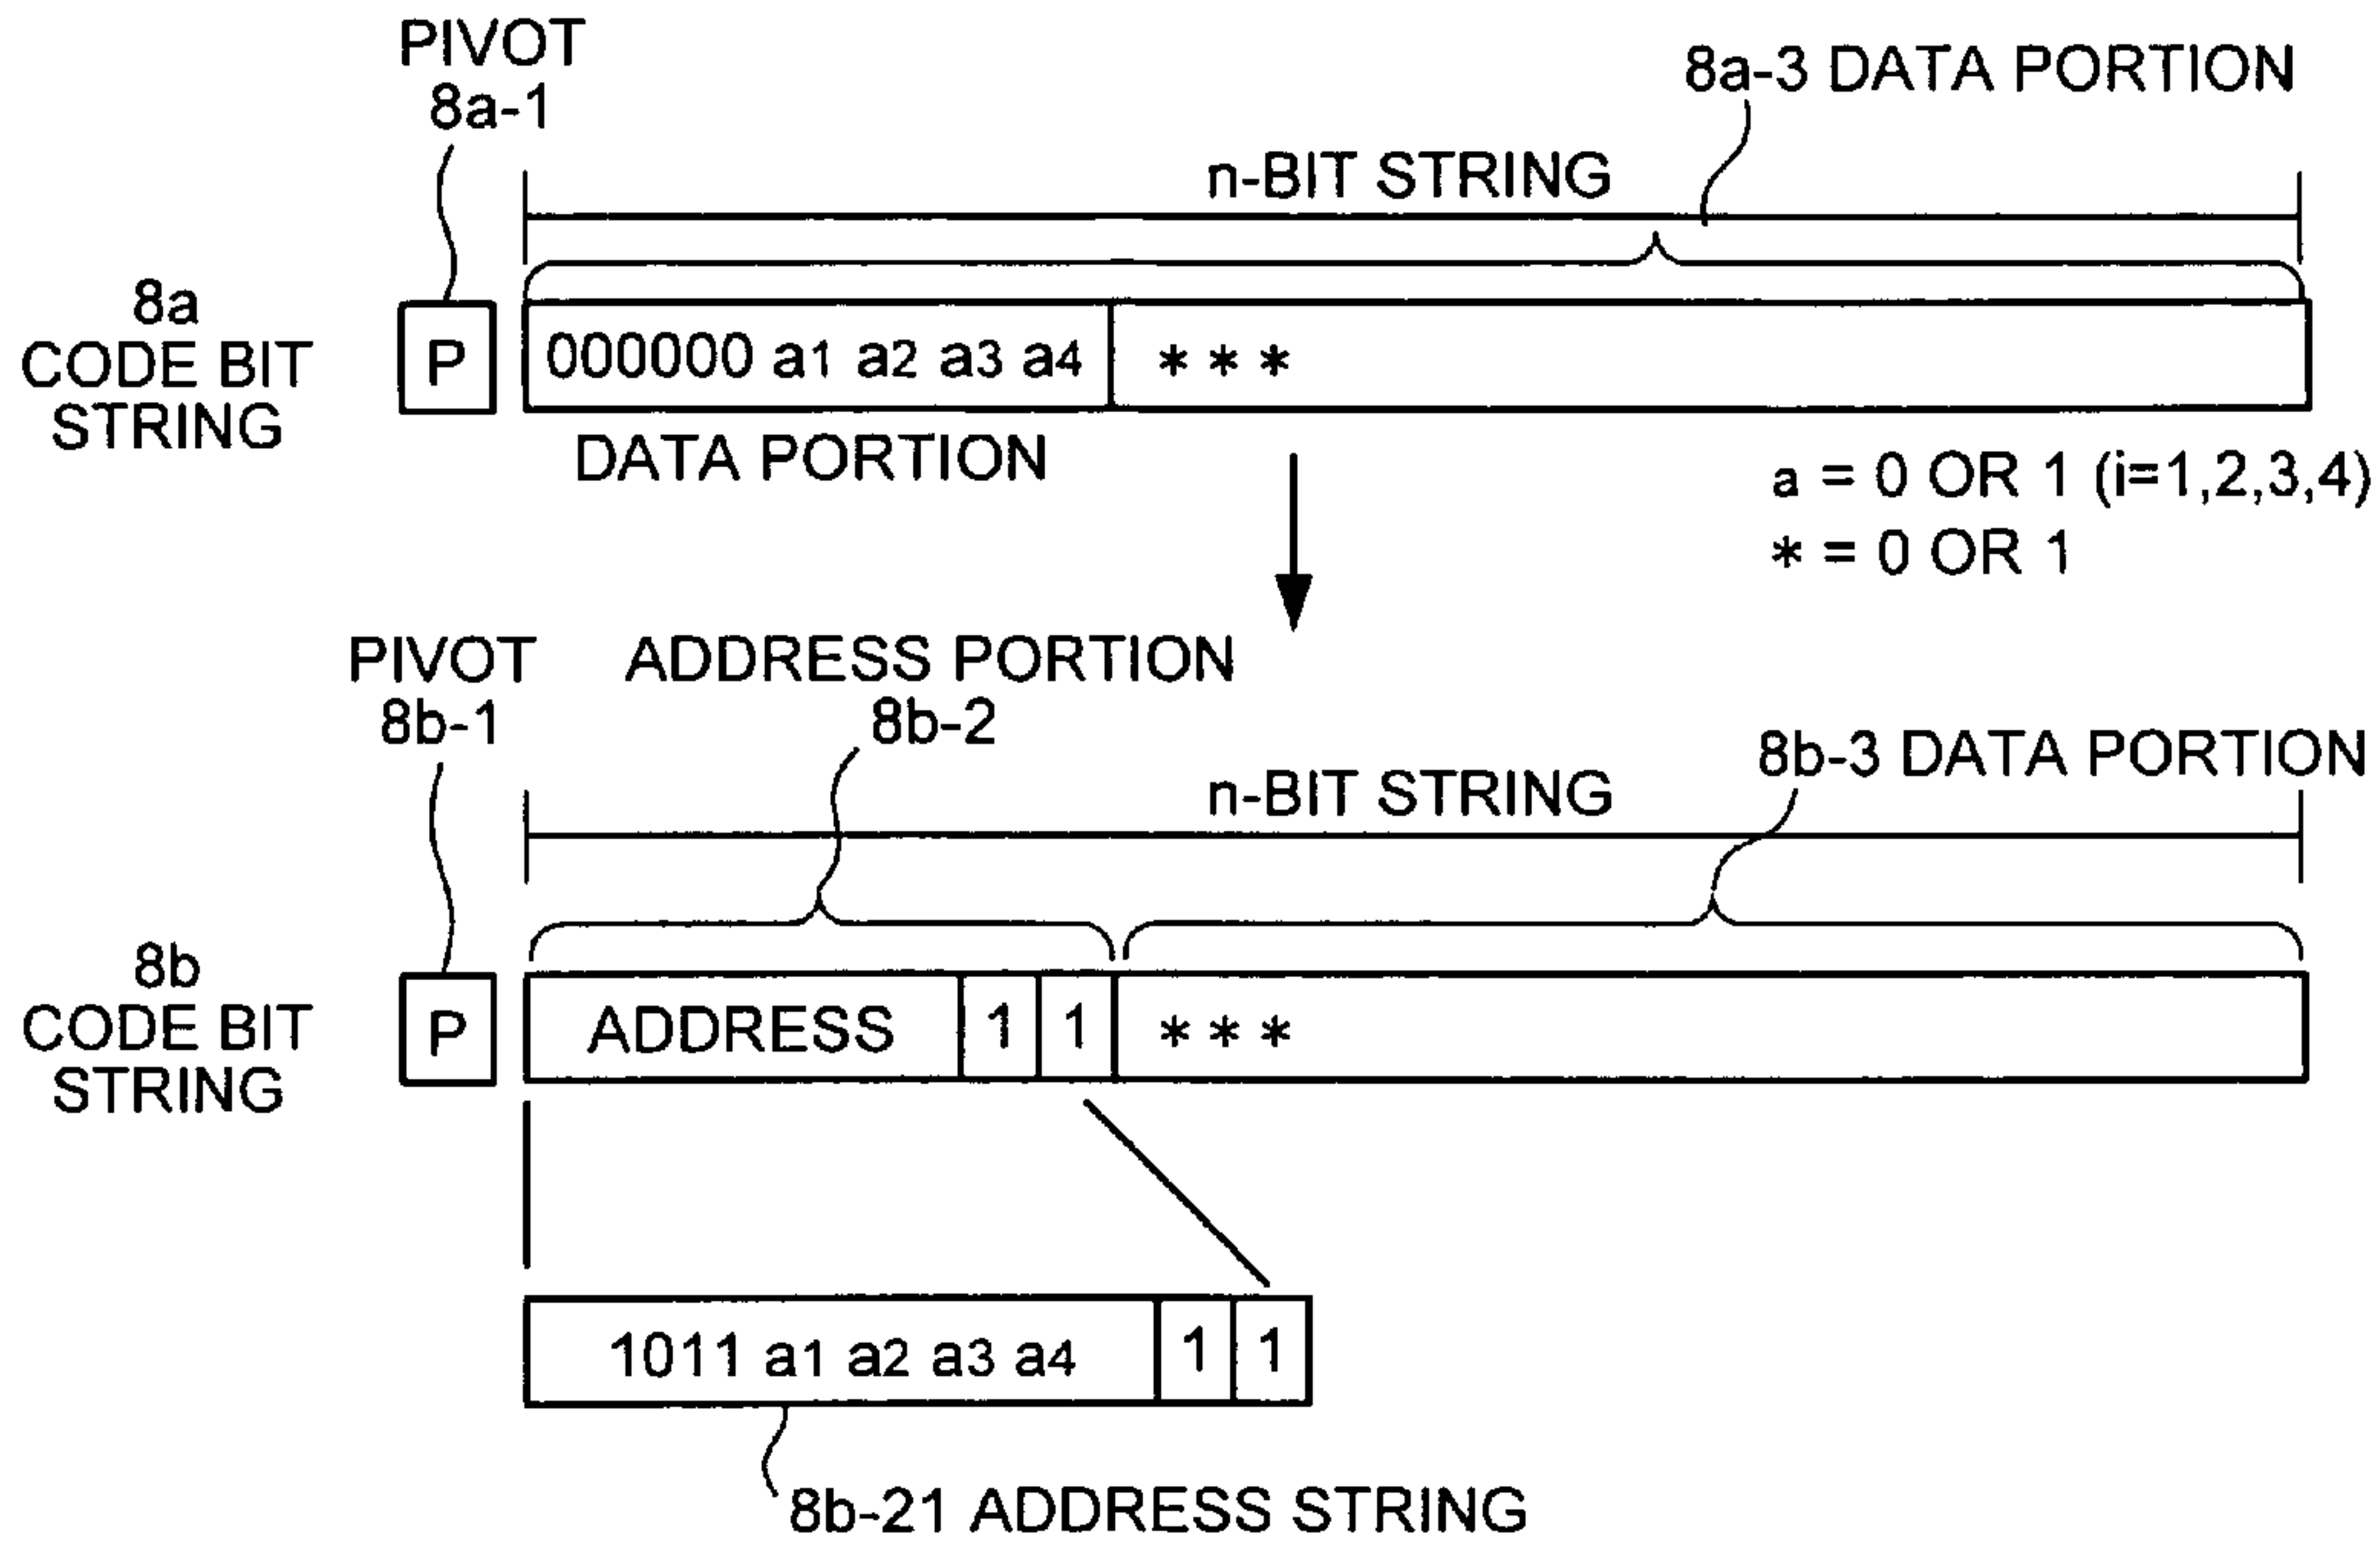 PIVOT
8a-1
8a-3 DATA PORTION
n-BIT STRING
8a
CODE BIT
STRING
P
000000 a1 a2 a3 a4
* * *
DATA PORTION
a = 0 OR 1 (i=1,2,3,4)
* = 0 OR 1
PIVOT
8b-1
ADDRESS PORTION
8b-2
8b-3 DATA PORTION
n-BIT STRING
8b
CODE BIT
STRING
P
ADDRESS
1
1
* * *
1011 a1 a2 a3 a4
1
1
8b-21 ADDRESS STRING